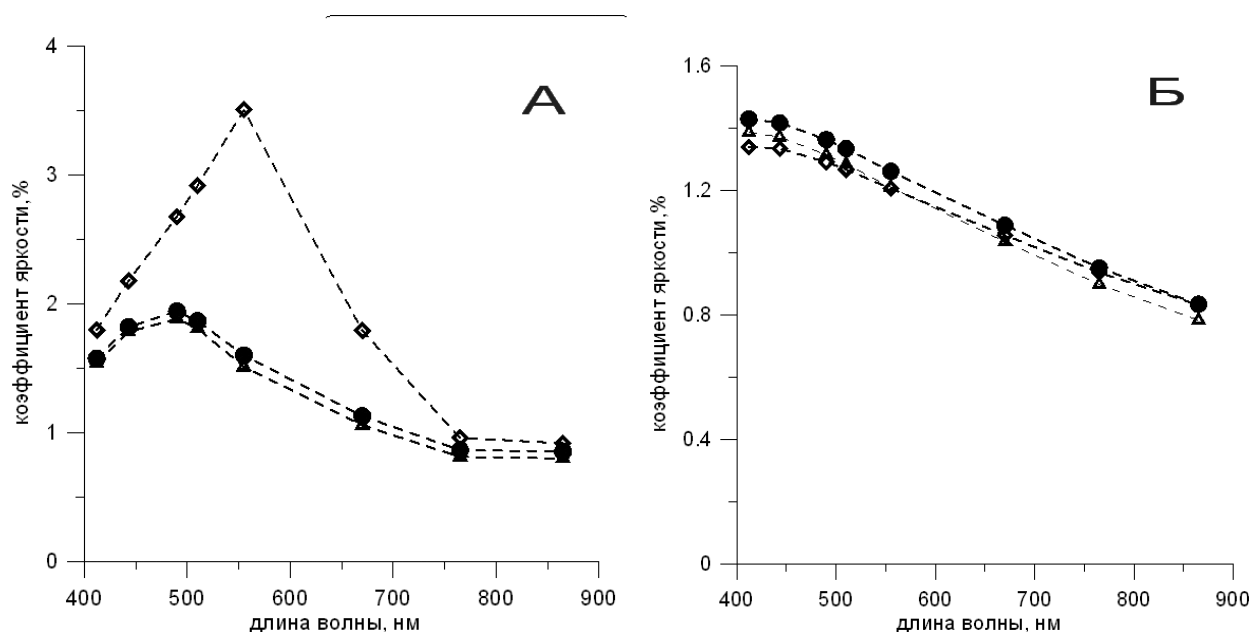 А
4
3
2
1
0
коэффициент яркости,%
400 500 600 700 800 900
длина волны, нм
Б
1.6
1.2
0.8
0.4
0
коэффициент яркости,%
400 500 600 700 800 900
длина волны, нм